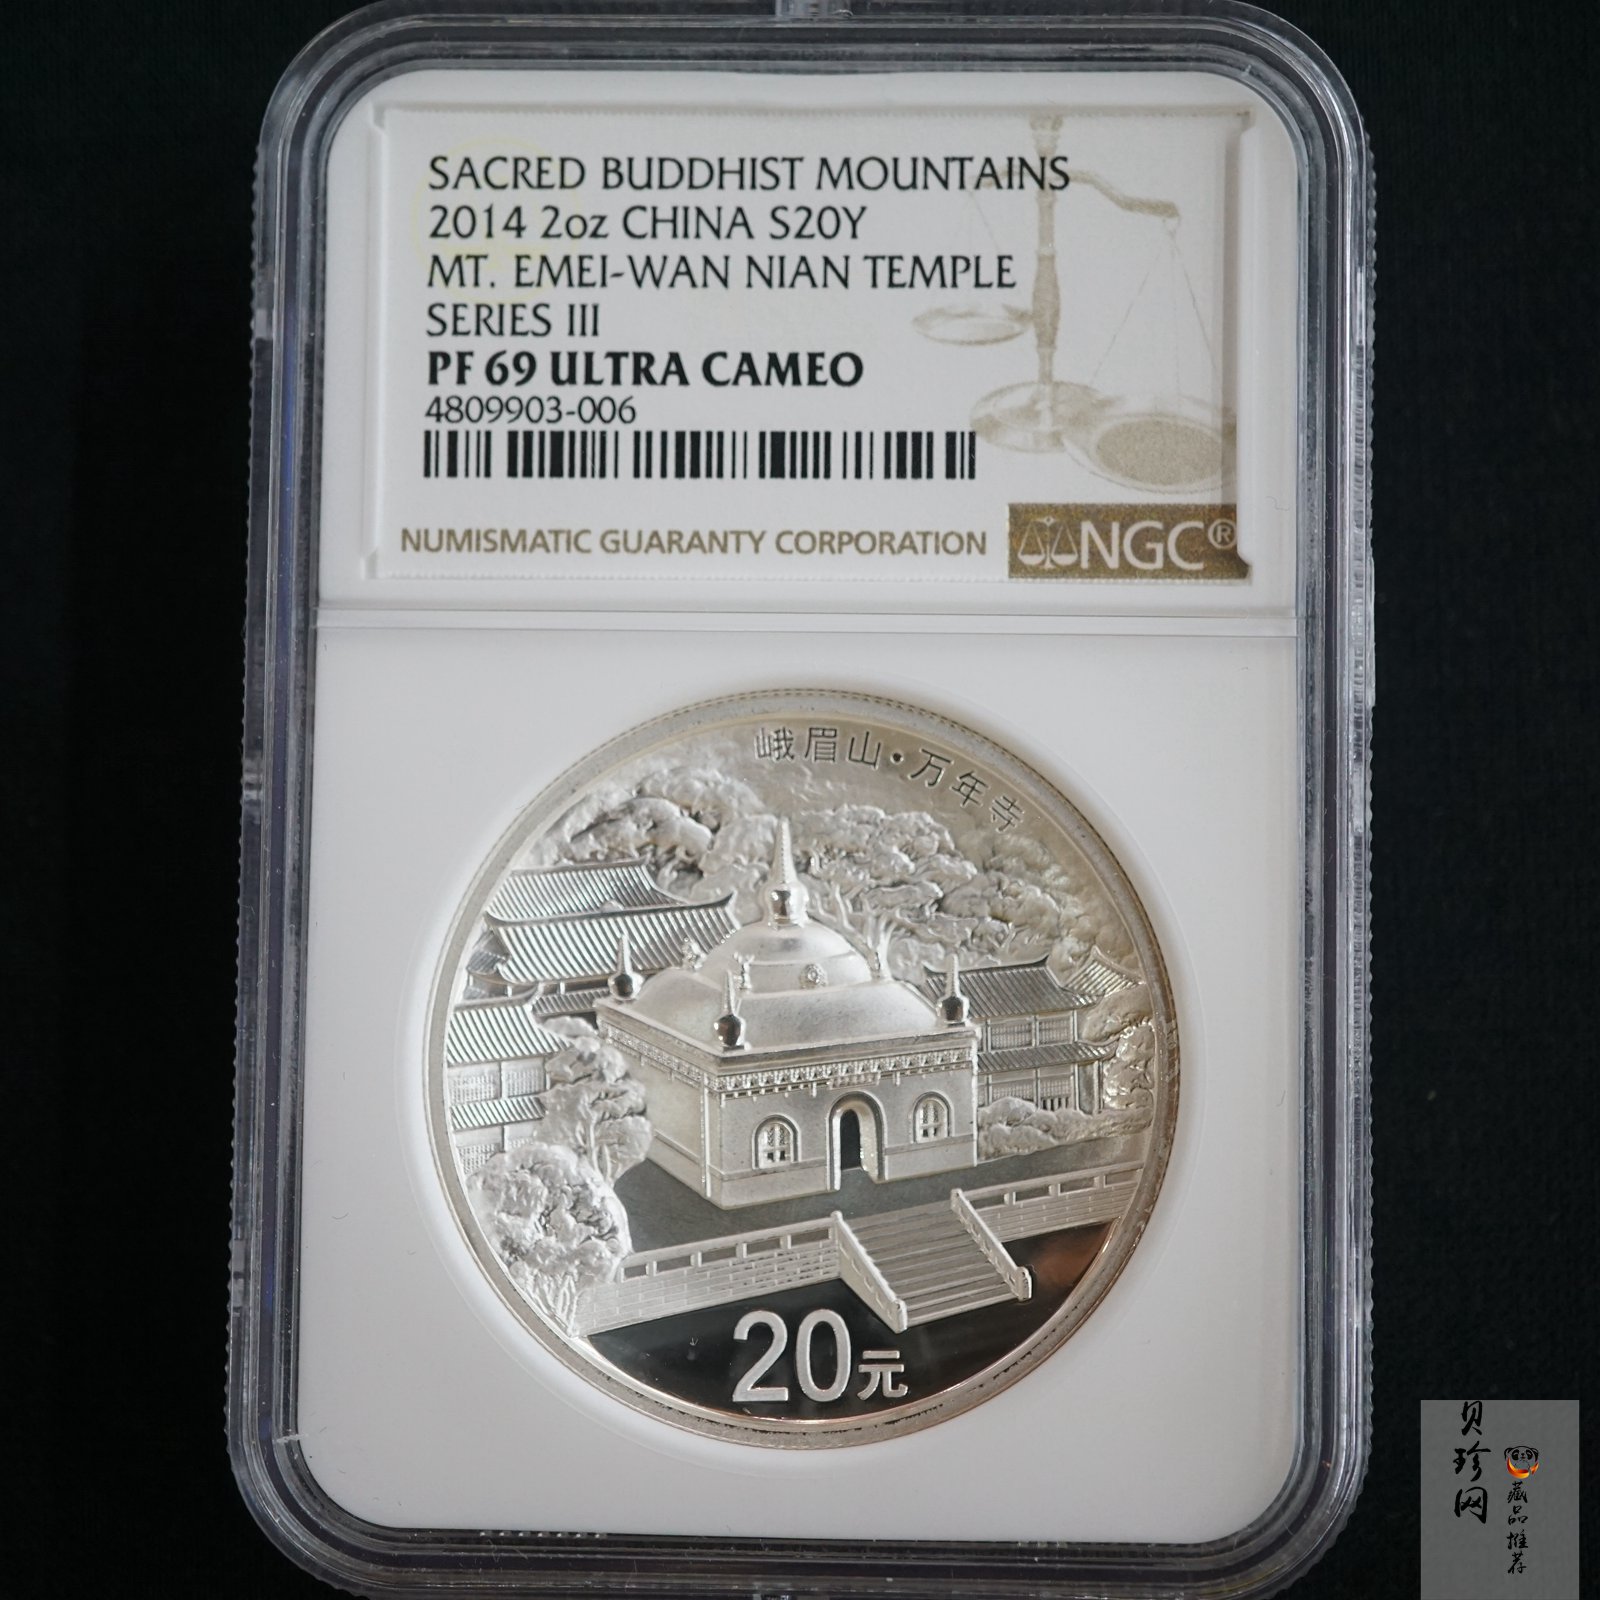 SACRED BUDDHIST MOUNTAINS
2014 2oz CHINA S20Y
MT. EMEI-WAN NIAN TEMPLE
SERIES III
PF 69 ULTRA CAMEO
4809903-006
NUMISMATIC GUARANTY CORPORATION
NGC®
峨眉山·万年寺
20元
贝珍网
藏品推荐